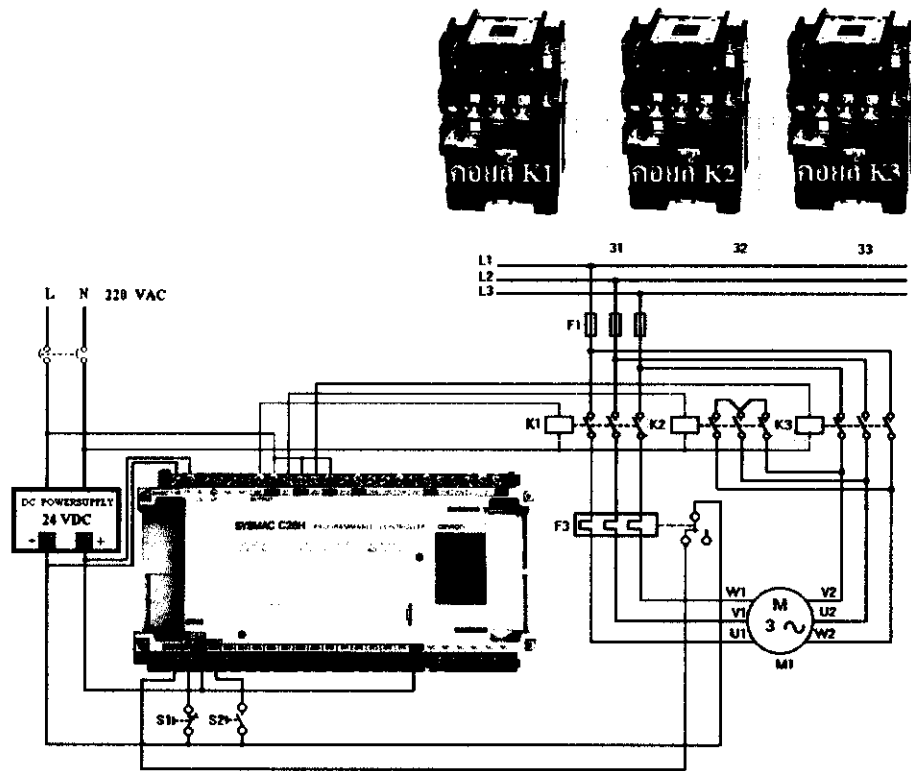 คอยล์ K1
คอยล์ K2
คอยล์ K3
31 32 33
L1
L2
L3
L N 220 VAC
F1
K1 K2 K3
DC POWERSUPPLY
24 VDC
- +
SYSMAC C28H PROGRAMMABLE CONTROLLER OMRON
F3
W1 V2
V1 U2
U1 W2
M
3 ~
M1
S1 S2